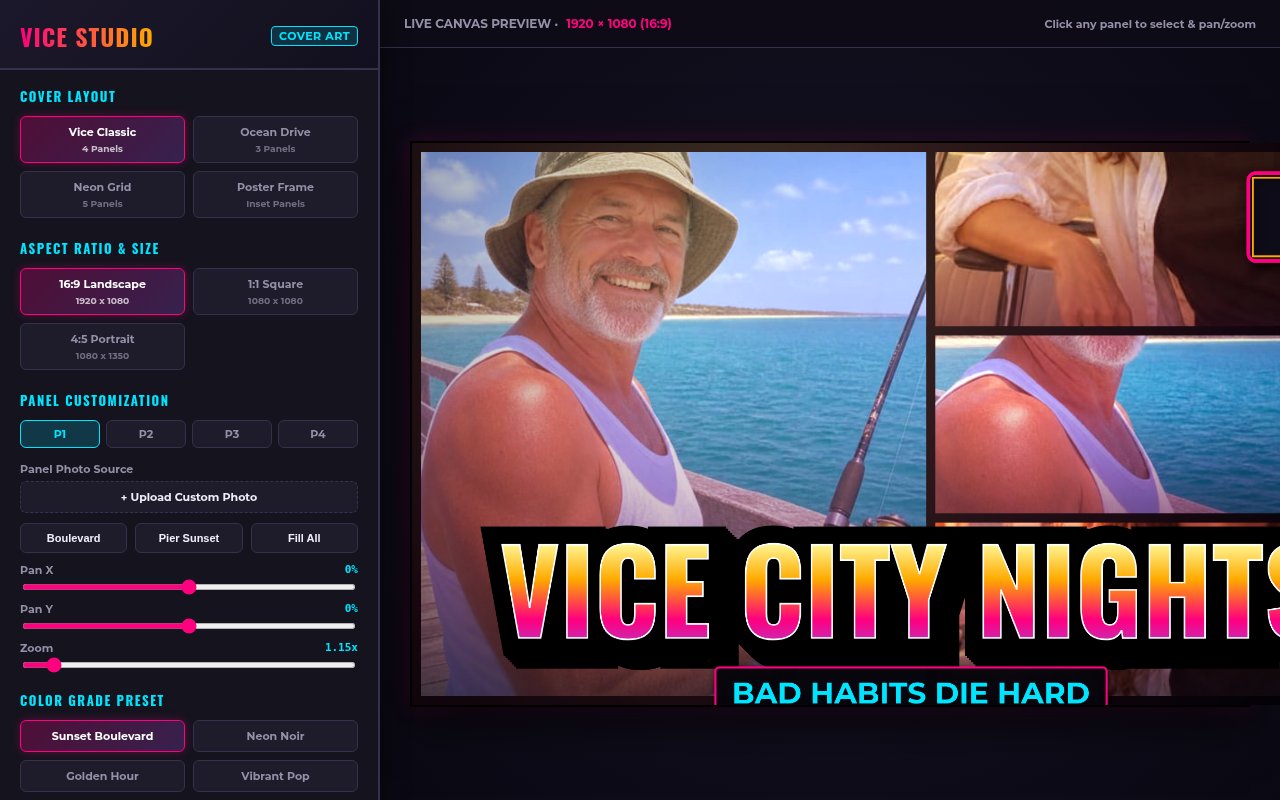 VICE STUDIO
COVER ART
COVER LAYOUT
Vice Classic
4 Panels
Ocean Drive
3 Panels
Neon Grid
5 Panels
Poster Frame
Inset Panels
ASPECT RATIO & SIZE
16:9 Landscape
1920 x 1080
1:1 Square
1080 x 1080
4:5 Portrait
1080 x 1350
PANEL CUSTOMIZATION
P1
P2
P3
P4
Panel Photo Source
+ Upload Custom Photo
Boulevard
Pier Sunset
Fill All
Pan X
0%
Pan Y
0%
Zoom
1.15x
COLOR GRADE PRESET
Sunset Boulevard
Neon Noir
Golden Hour
Vibrant Pop
LIVE CANVAS PREVIEW · 1920 × 1080 (16:9)
Click any panel to select & pan/zoom
VICE CITY NIGHTS
BAD HABITS DIE HARD